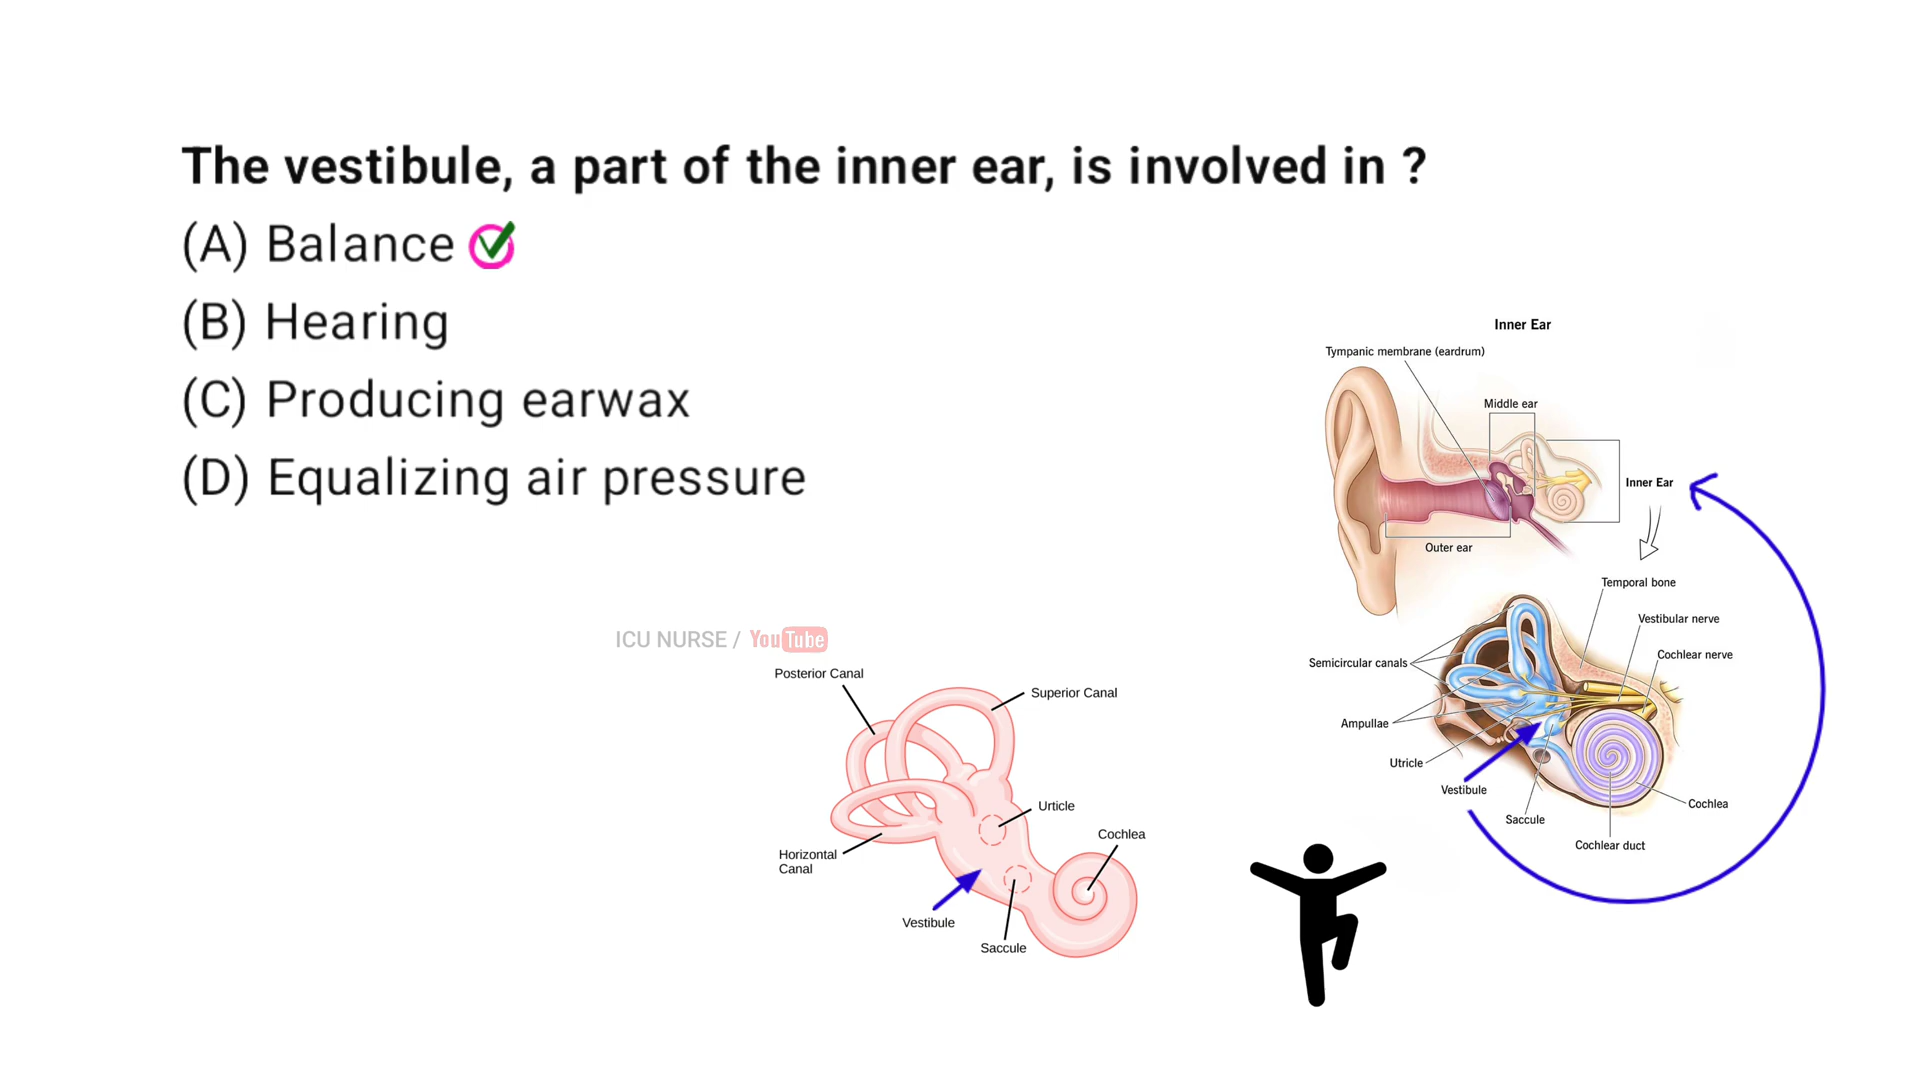 The vestibule, a part of the inner ear, is involved in ?
(A) Balance
(B) Hearing
(C) Producing earwax
(D) Equalizing air pressure
Inner Ear
Tympanic membrane (eardrum)
Middle ear
Inner Ear
Outer ear
Temporal bone
Vestibular nerve
Cochlear nerve
Semicircular canals
Ampullae
Utricle
Vestibule
Saccule
Cochlea
Cochlear duct
ICU NURSE / YouTube
Posterior Canal
Superior Canal
Urticle
Cochlea
Horizontal
Canal
Vestibule
Saccule